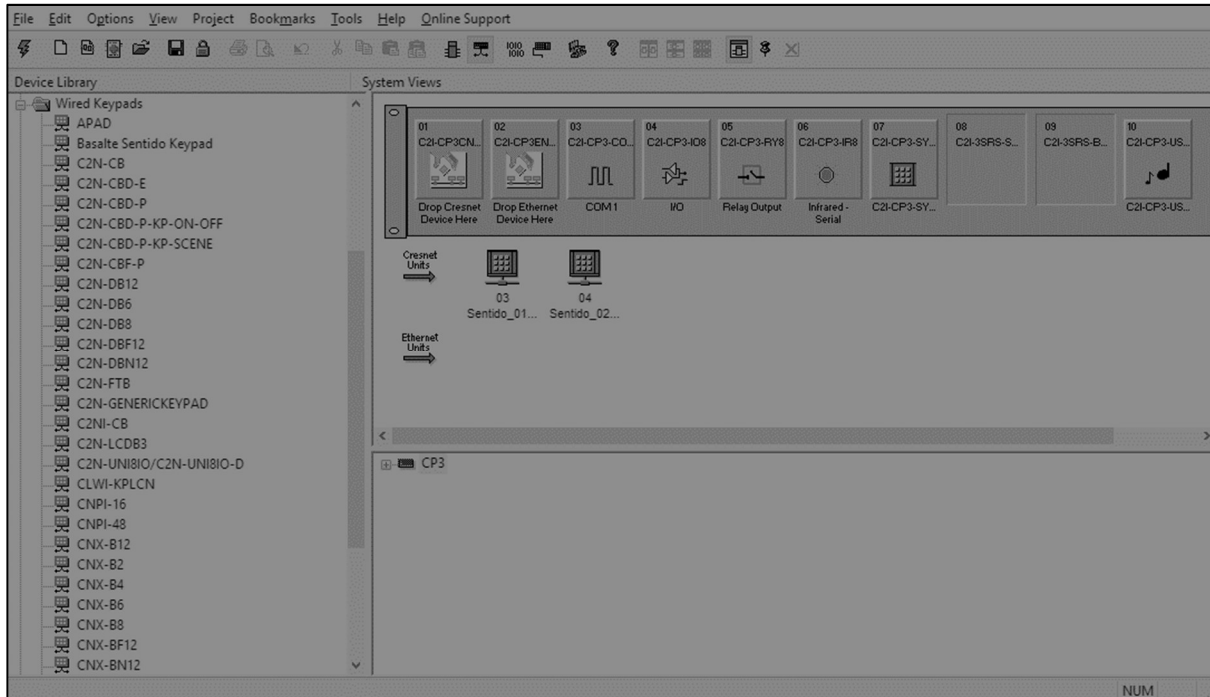 File Edit Options View Project Bookmarks Tools Help Online Support
Device Library
Wired Keypads
APAD
Basalte Sentido Keypad
C2N-CB
C2N-CBD-E
C2N-CBD-P
C2N-CBD-P-KP-ON-OFF
C2N-CBD-P-KP-SCENE
C2N-CBF-P
C2N-DB12
C2N-DB6
C2N-DB8
C2N-DBF12
C2N-DBN12
C2N-FTB
C2N-GENERICKEYPAD
C2NI-CB
C2N-LCDB3
C2N-UNI8IO/C2N-UNI8IO-D
CLWI-KPLCN
CNPI-16
CNPI-48
CNX-B12
CNX-B2
CNX-B4
CNX-B6
CNX-B8
CNX-BF12
CNX-BN12
System Views
01 02 03 04 05 06 07 08 09 10
C2I-CP3CN... C2I-CP3EN... C2I-CP3-CO... C2I-CP3-IO8 C2I-CP3-RY8 C2I-CP3-IR8 C2I-CP3-SY... C2I-3SRS-S... C2I-3SRS-B... C2I-CP3-US...
Drop Cresnet Drop Ethernet COM 1 I/O Relay Output Infrared - C2I-CP3-SY... C2I-CP3-US...
Device Here Device Here Serial
Cresnet
Units
03 04
Sentido_01... Sentido_02...
Ethernet
Units
CP3
NUM